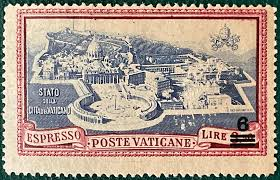 STATO
DELLA
CITTÀ DEL VATICANO
6
ESPRESSO POSTE VATICANE LIRE